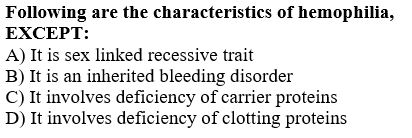 Following are the characteristics of hemophilia,
EXCEPT:
A) It is sex linked recessive trait
B) It is an inherited bleeding disorder
C) It involves deficiency of carrier proteins
D) It involves deficiency of clotting proteins